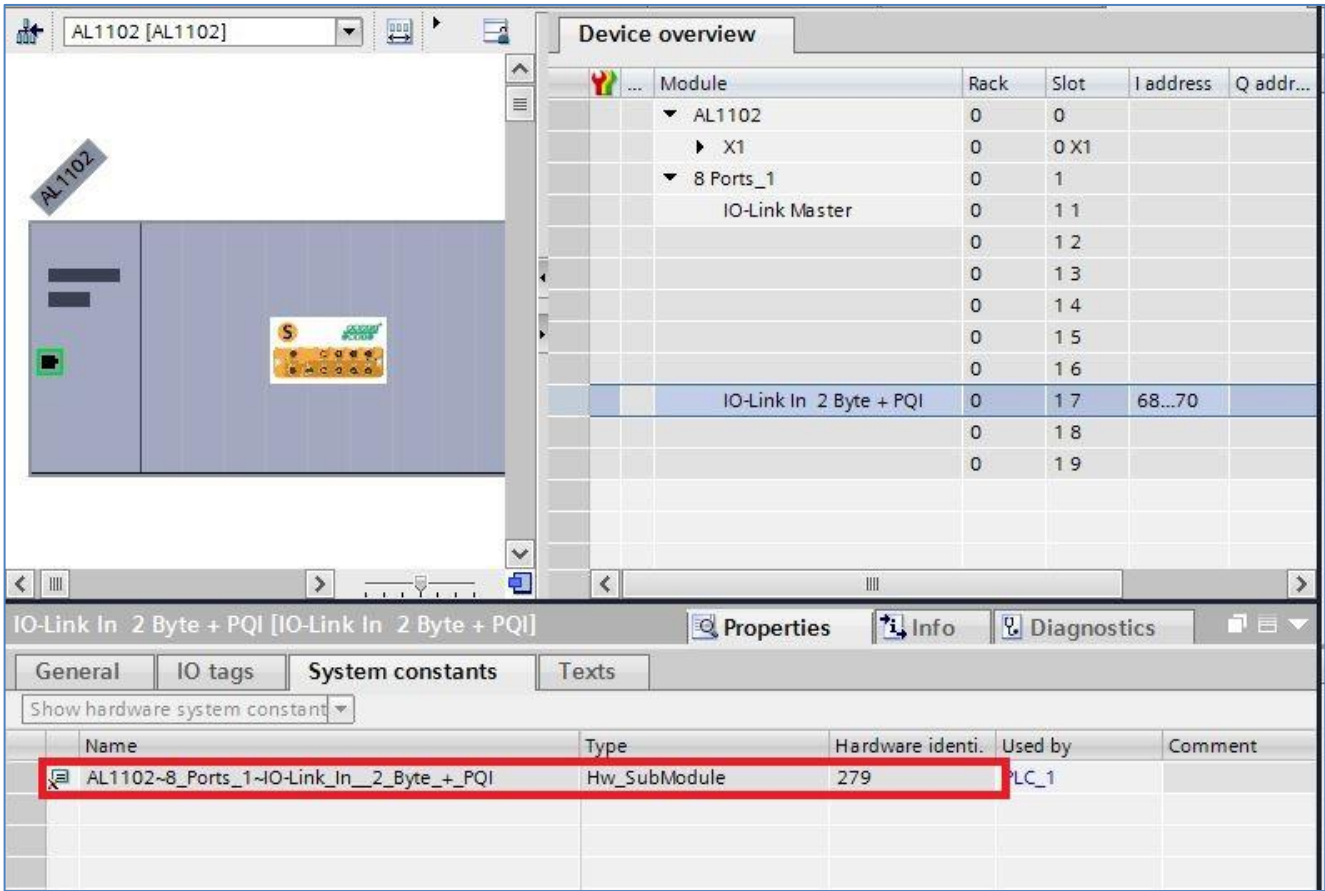 AL1102 [AL1102]
Device overview
... Module Rack Slot I address Q addr...
AL1102 0 0
X1 0 0 X1
8 Ports_1 0 1
IO-Link Master 0 1 1
0 1 2
0 1 3
0 1 4
0 1 5
0 1 6
IO-Link In 2 Byte + PQI 0 1 7 68...70
0 1 8
0 1 9
AL1102
S
IO-Link In 2 Byte + PQI [IO-Link In 2 Byte + PQI]
Properties Info Diagnostics
General IO tags System constants Texts
Show hardware system constant
Name Type Hardware identi. Used by Comment
AL1102~8_Ports_1~IO-Link_In__2_Byte_+_PQI Hw_SubModule 279 PLC_1